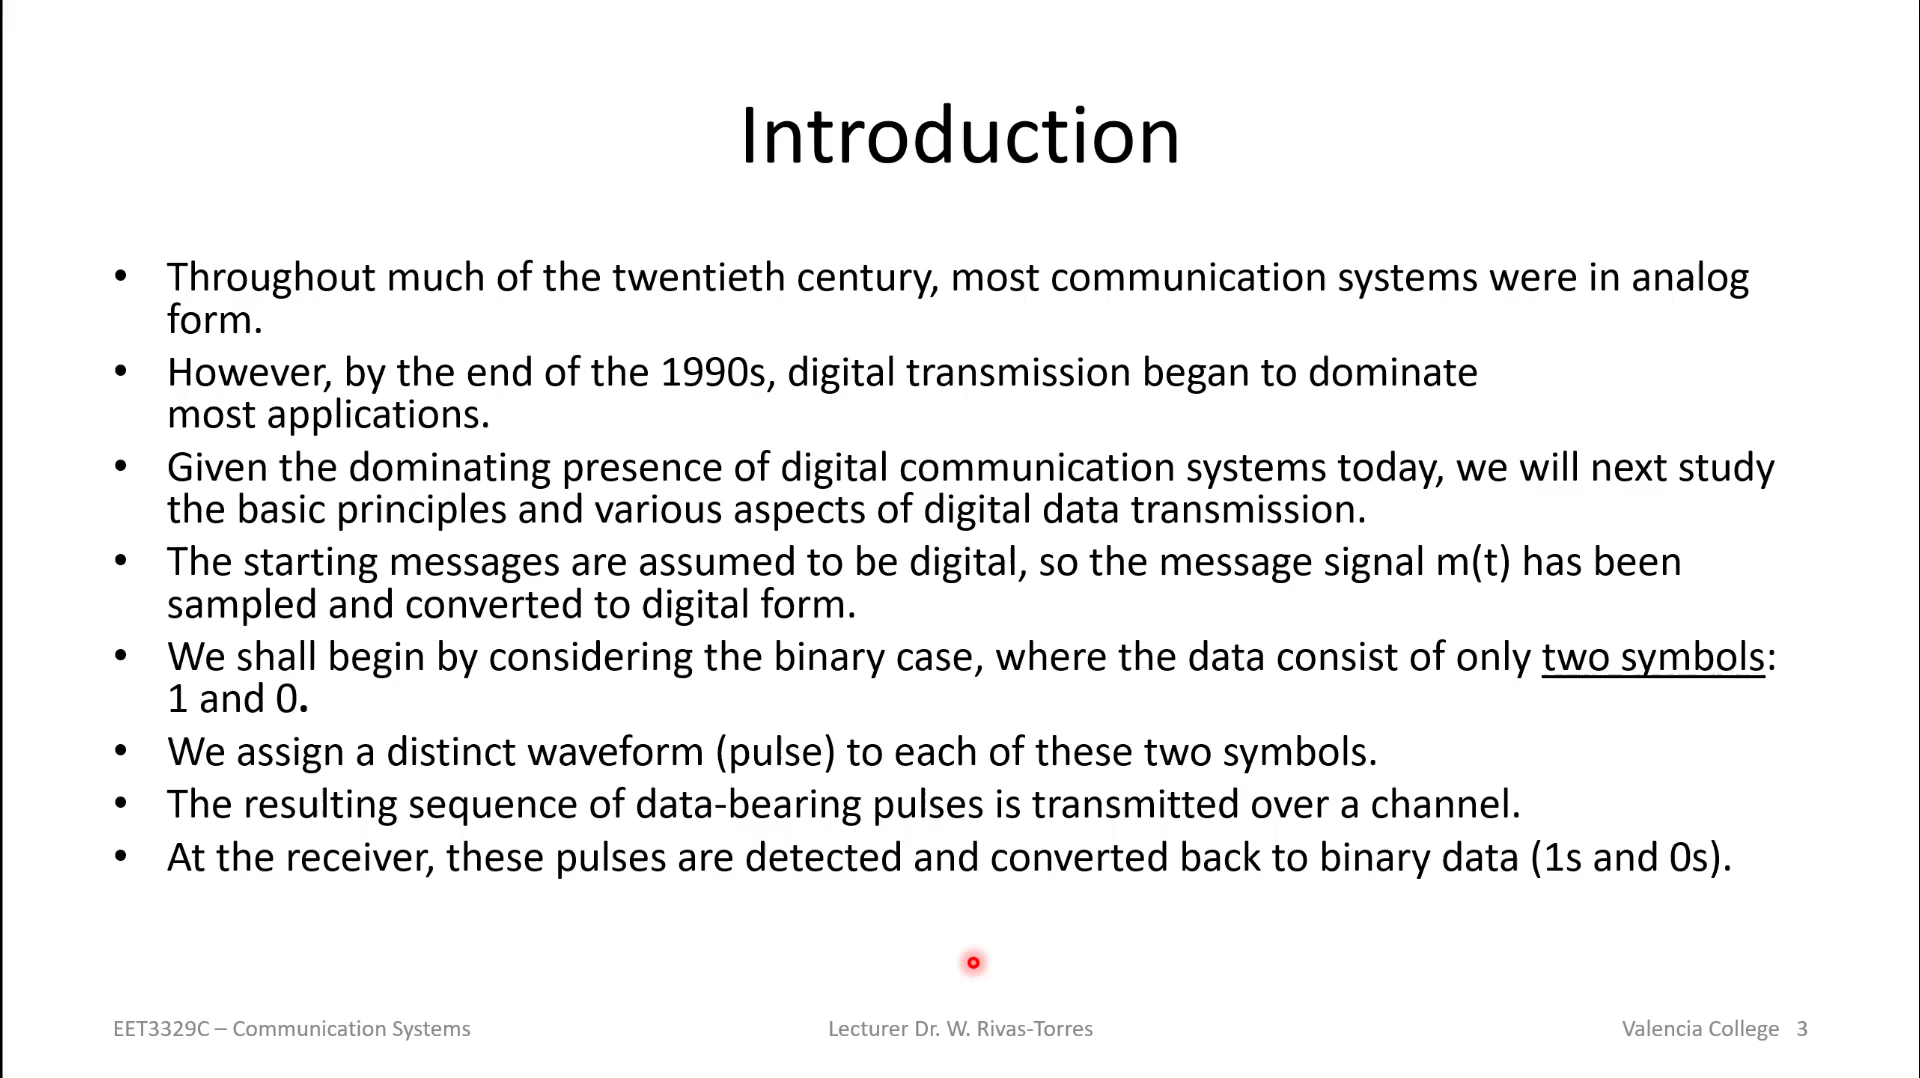 Introduction
• Throughout much of the twentieth century, most communication systems were in analog
form.
• However, by the end of the 1990s, digital transmission began to dominate
most applications.
• Given the dominating presence of digital communication systems today, we will next study
the basic principles and various aspects of digital data transmission.
• The starting messages are assumed to be digital, so the message signal m(t) has been
sampled and converted to digital form.
• We shall begin by considering the binary case, where the data consist of only two symbols:
1 and 0.
• We assign a distinct waveform (pulse) to each of these two symbols.
• The resulting sequence of data-bearing pulses is transmitted over a channel.
• At the receiver, these pulses are detected and converted back to binary data (1s and 0s).
EET3329C – Communication Systems
Lecturer Dr. W. Rivas-Torres
Valencia College 3